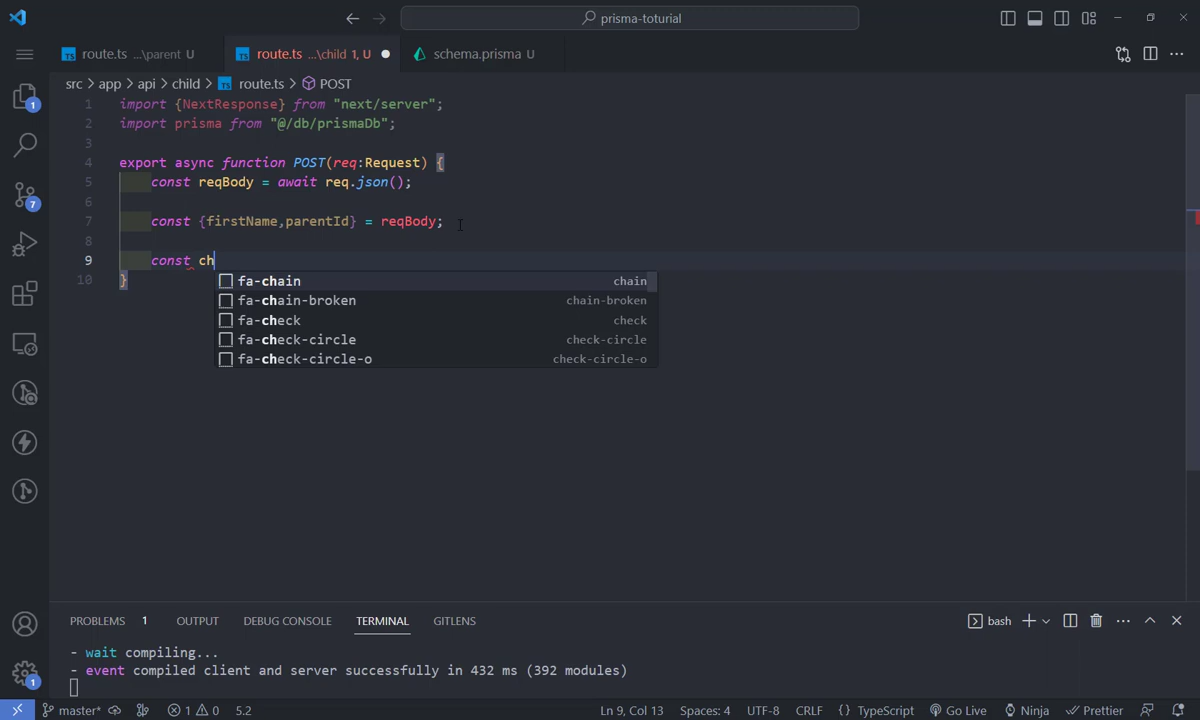 prisma-toturial
route.ts ...\parent U
route.ts ...\child 1, U
schema.prisma U
src > app > api > child > route.ts > POST
1 import {NextResponse} from "next/server";
2 import prisma from "@/db/prismaDb";
3
4 export async function POST(req:Request) {
5 const reqBody = await req.json();
6
7 const {firstName,parentId} = reqBody;
8
9 const ch
10 }
fa-chain chain
fa-chain-broken chain-broken
fa-check check
fa-check-circle check-circle
fa-check-circle-o check-circle-o
1
7
1
PROBLEMS 1 OUTPUT DEBUG CONSOLE TERMINAL GITLENS
bash
- wait compiling...
- event compiled client and server successfully in 432 ms (392 modules)
master* 1 0 5.2 Ln 9, Col 13 Spaces: 4 UTF-8 CRLF {} TypeScript Go Live Ninja Prettier